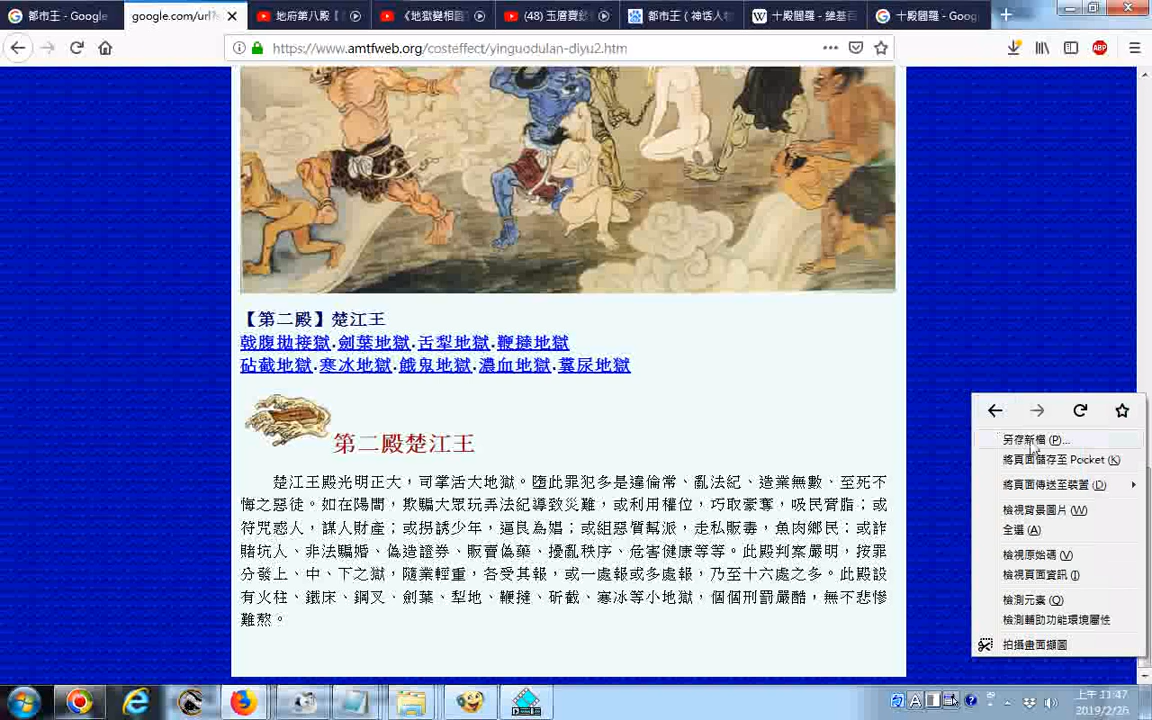 都市王 - Google
google.com/url?
地府第八殿【
《地獄變相圖
(48) 玉曆寶鈔
都市王（神话人
十殿閻羅 - 維基百
十殿閻羅 - Goog
https://www.amtfweb.org/costeffect/yinguodulan-diyu2.htm
ABP
【第二殿】楚江王
戟腹拋接獄.劍葉地獄.舌犁地獄.鞭撻地獄
砧截地獄.寒冰地獄.餓鬼地獄.濃血地獄.糞尿地獄
第二殿楚江王
楚江王殿光明正大，司掌活大地獄。墮此罪犯多是違倫常、亂法紀、造業無數、至死不
悔之惡徒。如在陽間，欺騙大眾玩弄法紀導致災難，或利用權位，巧取豪奪，吸民膏脂；或
符咒惑人，謀人財產；或拐誘少年，逼良為娼；或組惡質幫派，走私販毒，魚肉鄉民；或詐
賭坑人、非法騙婚、偽造證券、販賣偽藥、擾亂秩序、危害健康等等。此殿判案嚴明，按罪
分發上、中、下之獄，隨業輕重，各受其報，或一處報或多處報，乃至十六處之多。此殿設
有火柱、鐵床、鋼叉、劍葉、犁地、鞭撻、斫截、寒冰等小地獄，個個刑罰嚴酷，無不悲慘
難熬。
另存新檔 (P)...
將頁面儲存至 Pocket (K)
將頁面傳送至裝置 (D)
檢視背景圖片 (W)
全選 (A)
檢視原始碼 (V)
檢視頁面資訊 (I)
檢測元素 (Q)
檢測輔助功能環境屬性
拍攝畫面擷圖
上午 11:47
2019/2/26